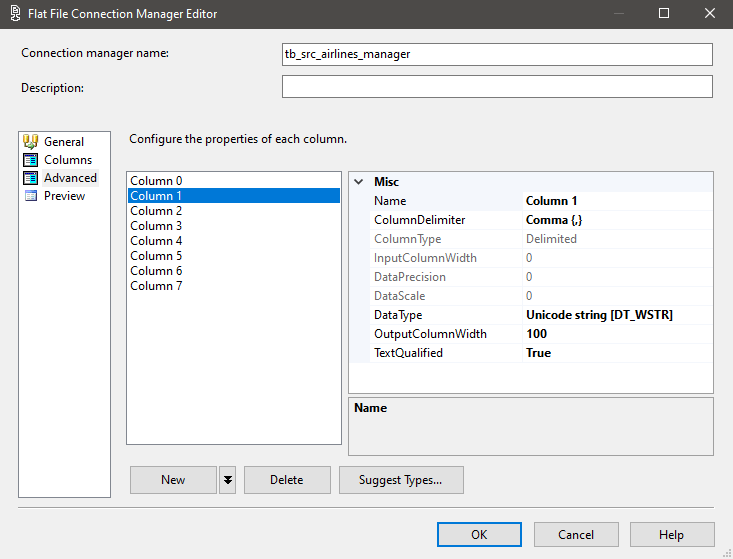 Flat File Connection Manager Editor
Connection manager name:
tb_src_airlines_manager
Description:
General
Columns
Advanced
Preview
Configure the properties of each column.
Column 0
Column 1
Column 2
Column 3
Column 4
Column 5
Column 6
Column 7
Misc
Name Column 1
ColumnDelimiter Comma {,}
ColumnType Delimited
InputColumnWidth 0
DataPrecision 0
DataScale 0
DataType Unicode string [DT_WSTR]
OutputColumnWidth 100
TextQualified True
Name
New
Delete
Suggest Types...
OK
Cancel
Help